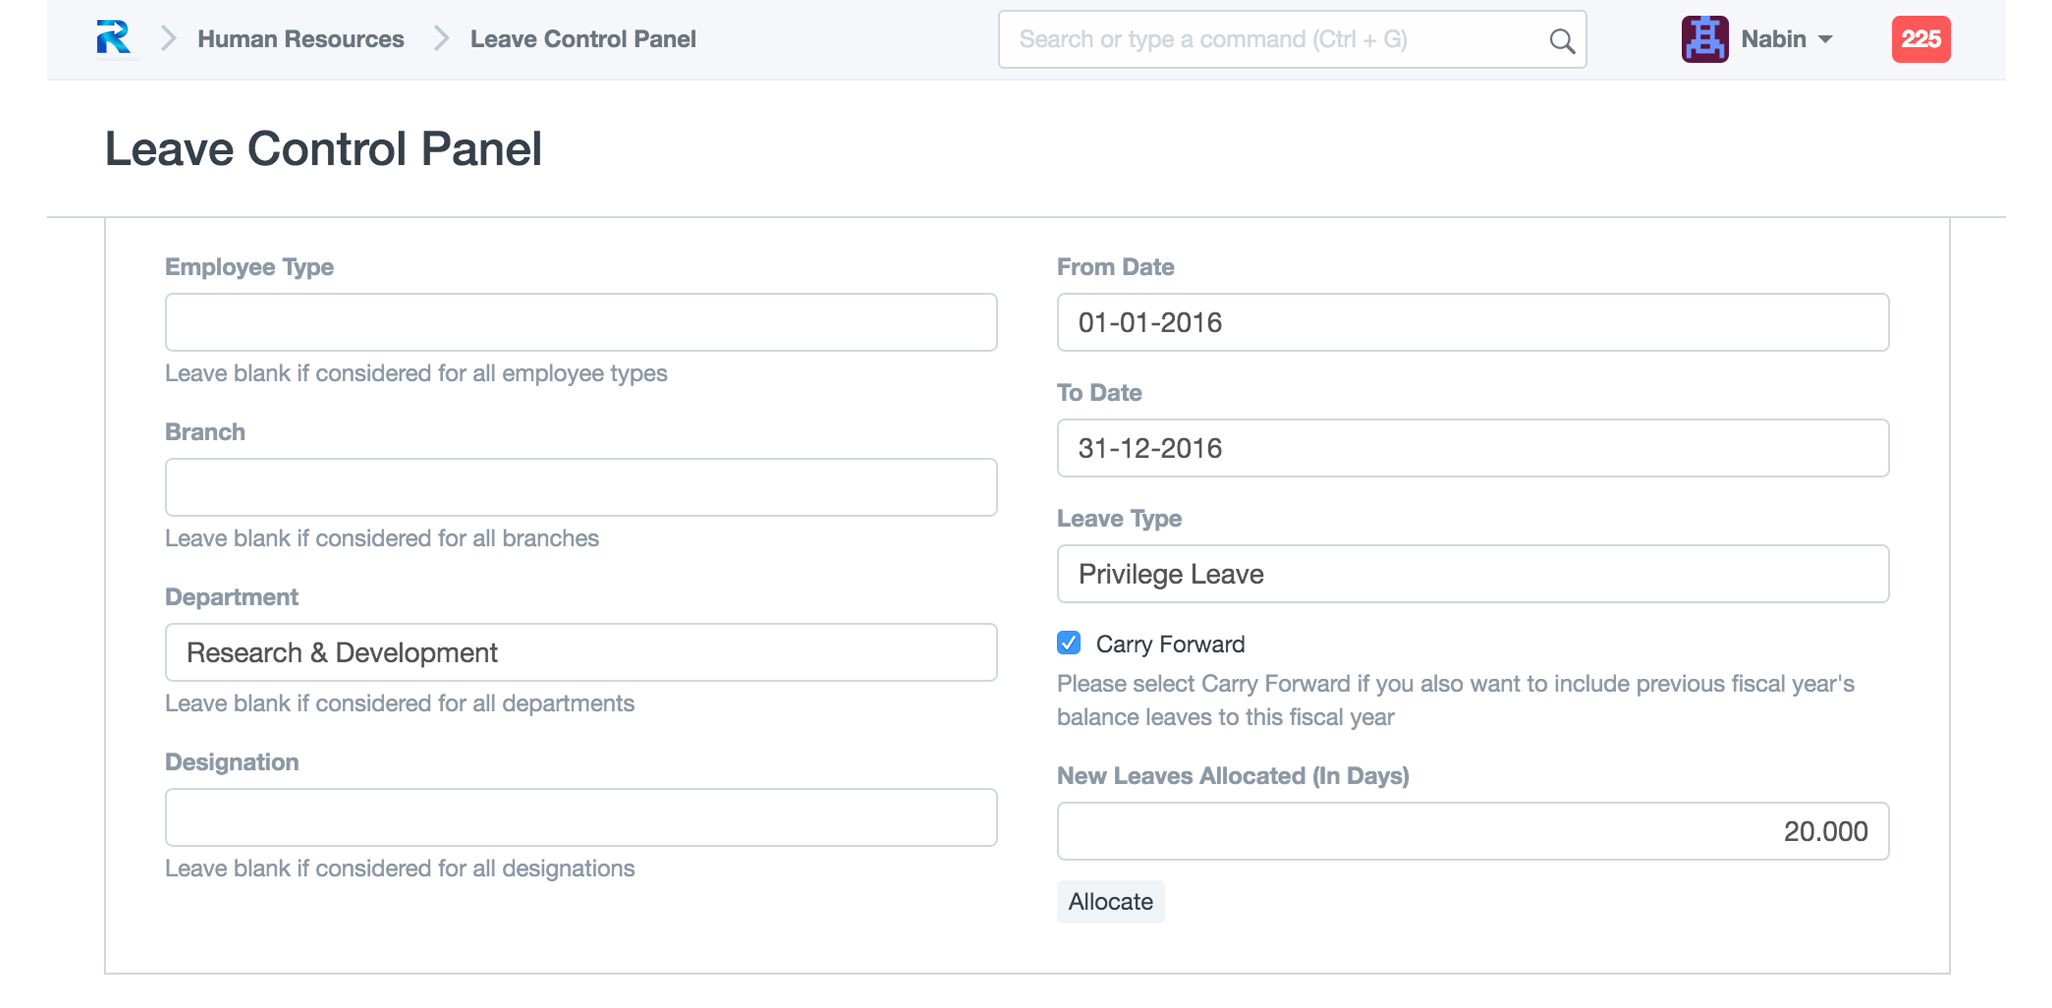 Human Resources
Leave Control Panel
Search or type a command (Ctrl + G)
Nabin
225
Leave Control Panel
Employee Type
Leave blank if considered for all employee types
Branch
Leave blank if considered for all branches
Department
Research & Development
Leave blank if considered for all departments
Designation
Leave blank if considered for all designations
From Date
01-01-2016
To Date
31-12-2016
Leave Type
Privilege Leave
Carry Forward
Please select Carry Forward if you also want to include previous fiscal year's
balance leaves to this fiscal year
New Leaves Allocated (In Days)
20.000
Allocate